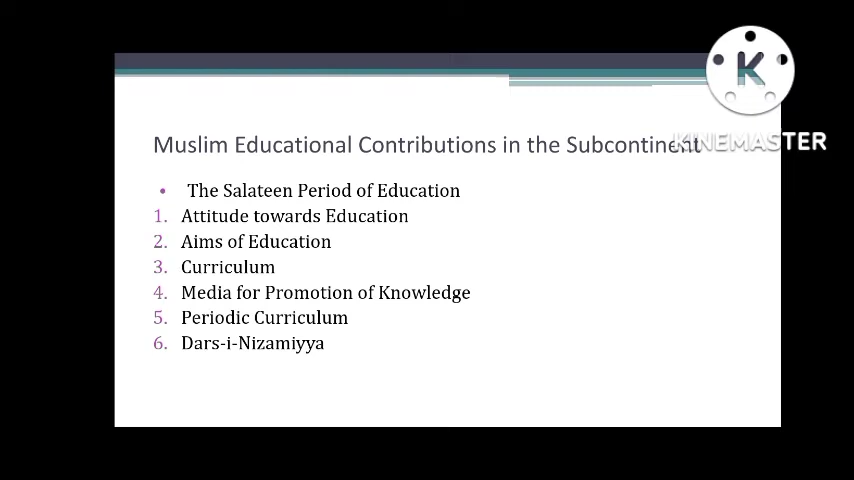 K
KINEMASTER
Muslim Educational Contributions in the Subcontinent
• The Salateen Period of Education
1. Attitude towards Education
2. Aims of Education
3. Curriculum
4. Media for Promotion of Knowledge
5. Periodic Curriculum
6. Dars-i-Nizamiyya